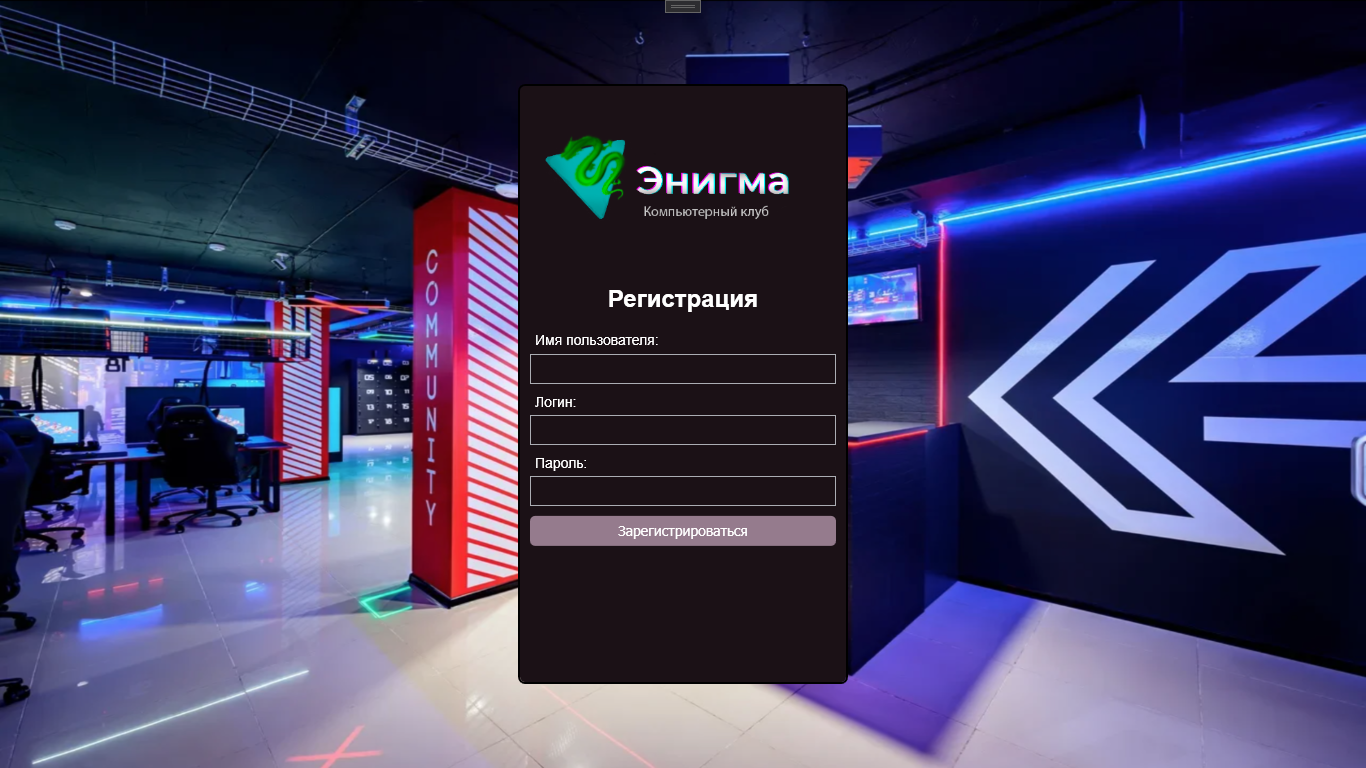 Энигма
Компьютерный клуб
COMMUNITY
Регистрация
Имя пользователя:
Логин:
Пароль:
Зарегистрироваться